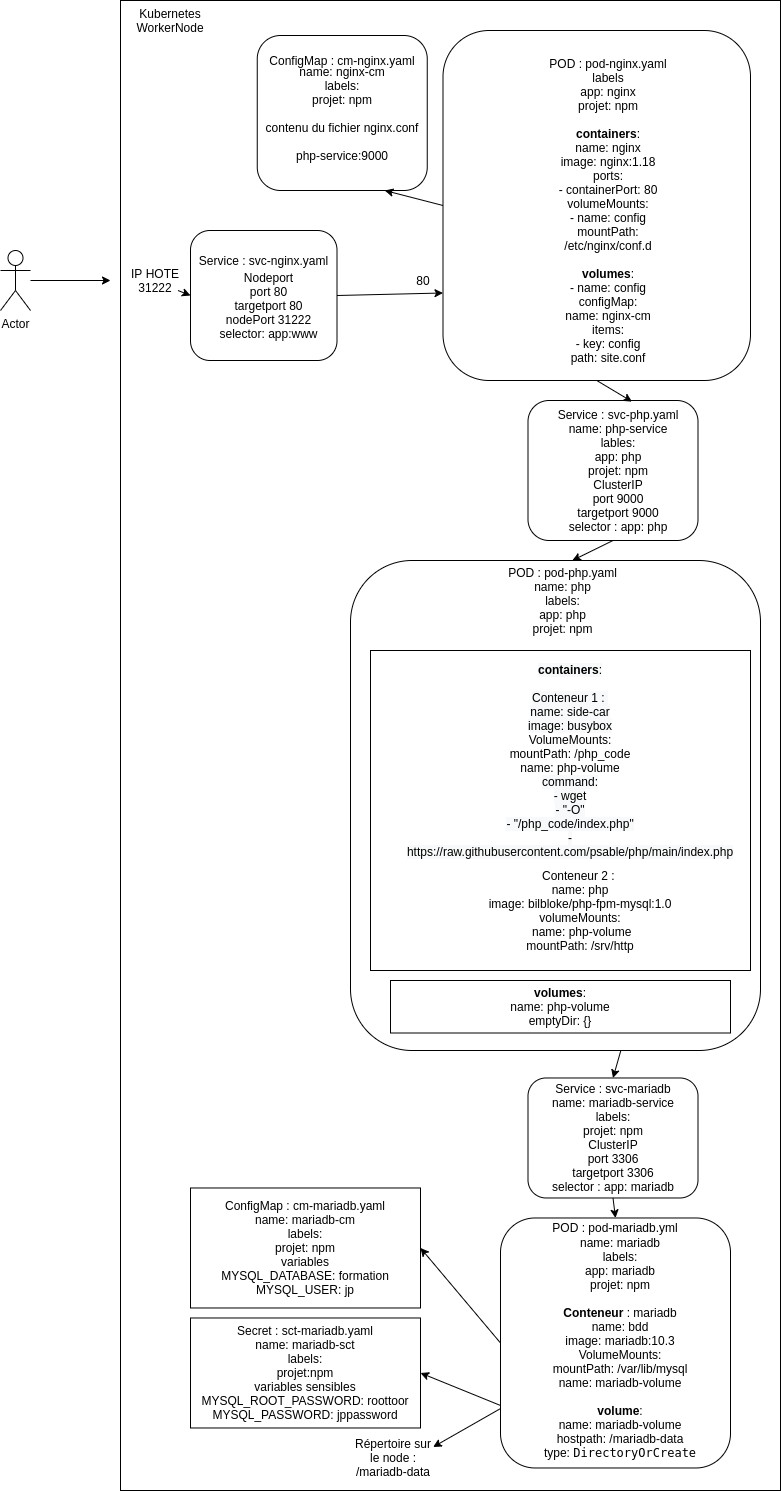 Kubernetes
WorkerNode
ConfigMap : cm-nginx.yaml
name: nginx-cm
labels:
projet: npm
contenu du fichier nginx.conf
php-service:9000
POD : pod-nginx.yaml
labels
app: nginx
projet: npm
containers:
name: nginx
image: nginx:1.18
ports:
- containerPort: 80
volumeMounts:
- name: config
mountPath:
/etc/nginx/conf.d
volumes:
- name: config
configMap:
name: nginx-cm
items:
- key: config
path: site.conf
Actor
IP HOTE
31222
Service : svc-nginx.yaml
Nodeport
port 80
targetport 80
nodePort 31222
selector: app:www
80
Service : svc-php.yaml
name: php-service
lables:
app: php
projet: npm
ClusterIP
port 9000
targetport 9000
selector : app: php
POD : pod-php.yaml
name: php
labels:
app: php
projet: npm
containers:
Conteneur 1 :
name: side-car
image: busybox
VolumeMounts:
mountPath: /php_code
name: php-volume
command:
- wget
- "-O"
- "/php_code/index.php"
-
https://raw.githubusercontent.com/psable/php/main/index.php
Conteneur 2 :
name: php
image: bilbloke/php-fpm-mysql:1.0
volumeMounts:
name: php-volume
mountPath: /srv/http
volumes:
name: php-volume
emptyDir: {}
Service : svc-mariadb
name: mariadb-service
labels:
projet: npm
ClusterIP
port 3306
targetport 3306
selector : app: mariadb
ConfigMap : cm-mariadb.yaml
name: mariadb-cm
labels:
projet: npm
variables
MYSQL_DATABASE: formation
MYSQL_USER: jp
Secret : sct-mariadb.yaml
name: mariadb-sct
labels:
projet:npm
variables sensibles
MYSQL_ROOT_PASSWORD: roottoor
MYSQL_PASSWORD: jppassword
Répertoire sur
le node :
/mariadb-data
POD : pod-mariadb.yml
name: mariadb
labels:
app: mariadb
projet: npm
Conteneur : mariadb
name: bdd
image: mariadb:10.3
VolumeMounts:
mountPath: /var/lib/mysql
name: mariadb-volume
volume:
name: mariadb-volume
hostpath: /mariadb-data
type: DirectoryOrCreate